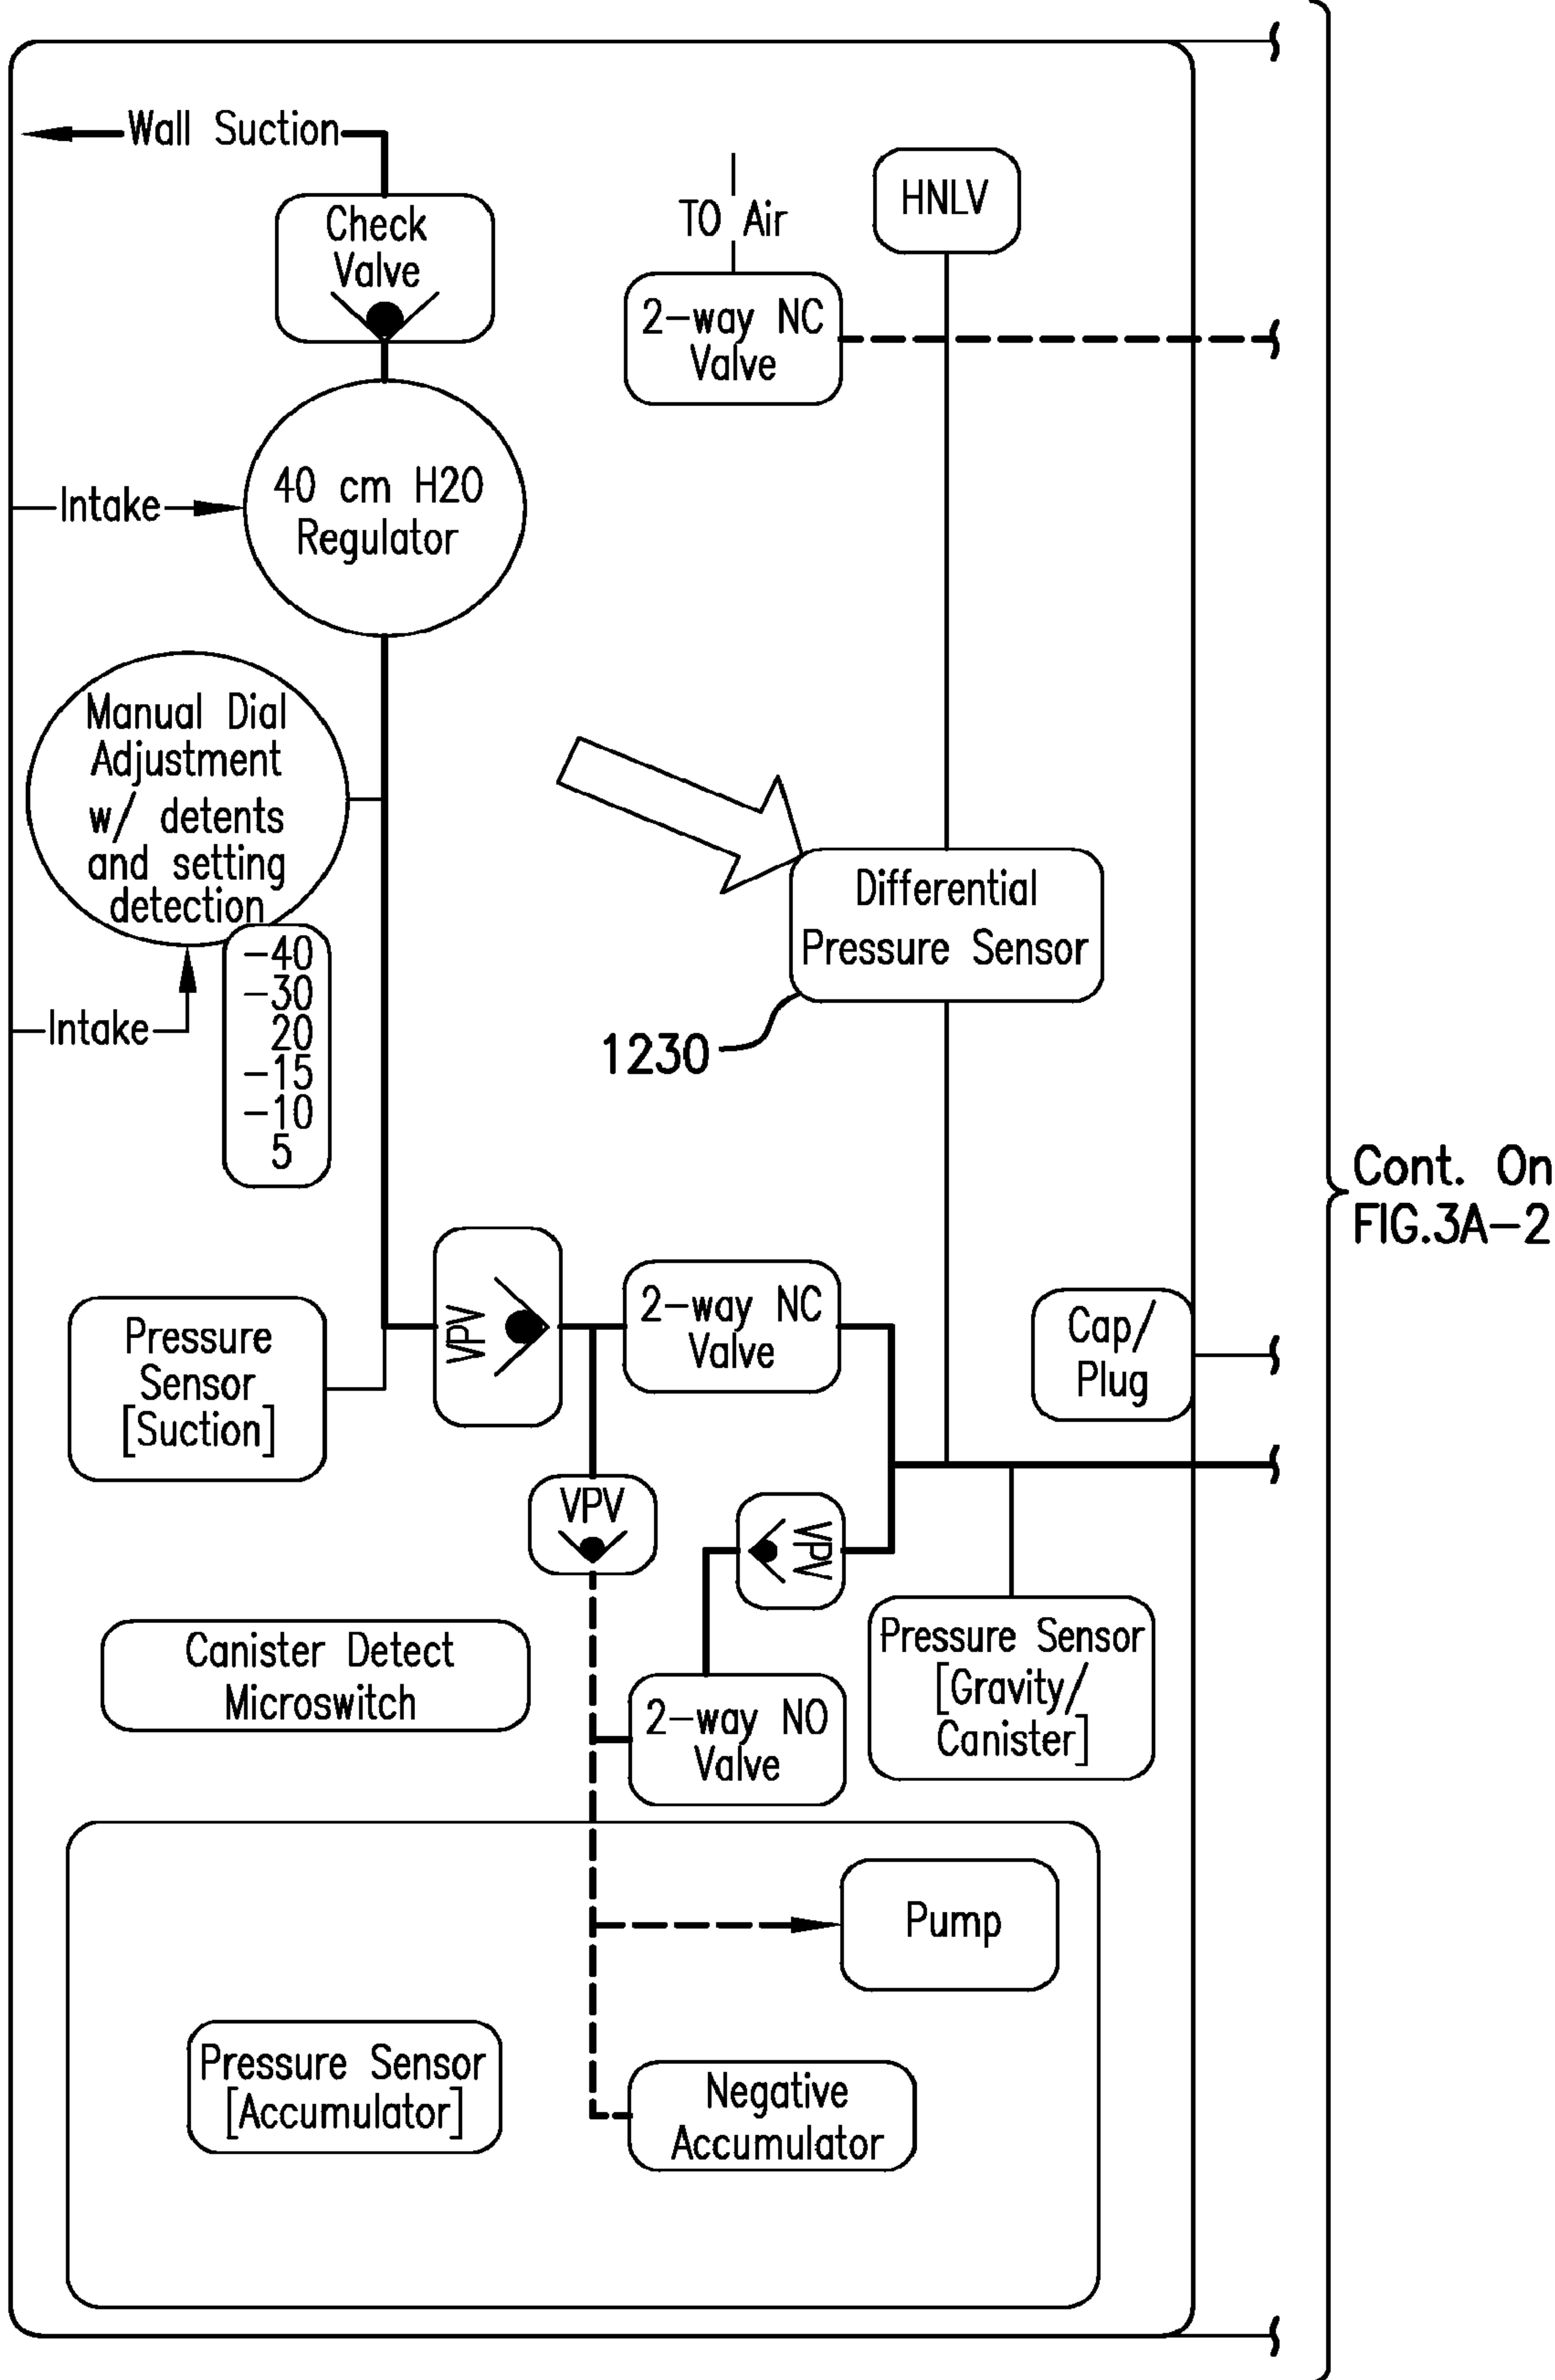 Wall Suction
Check
Valve
TO Air
HNLV
2-way NC
Valve
Intake
40 cm H20
Regulator
Manual Dial
Adjustment
w/ detents
and setting
detection
-40
-30
20
-15
-10
5
Intake
Differential
Pressure Sensor
1230
Cont. On
FIG.3A-2
Pressure
Sensor
[Suction]
VPV
2-way NC
Valve
Cap/
Plug
VPV
VPV
Canister Detect
Microswitch
2-way NO
Valve
Pressure Sensor
[Gravity/
Canister]
Pump
Pressure Sensor
[Accumulator]
Negative
Accumulator